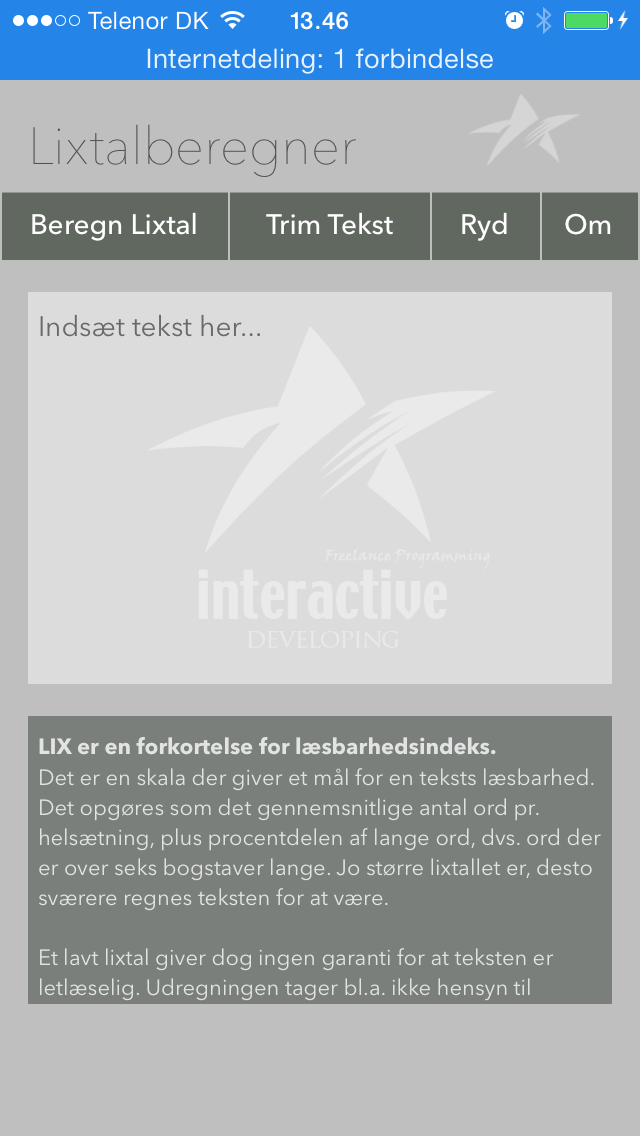 Telenor DK 13.46
Internetdeling: 1 forbindelse
Lixtalberegner
Beregn Lixtal Trim Tekst Ryd Om
Indsæt tekst her...
Freelance Programming
interactive
DEVELOPING
LIX er en forkortelse for læsbarhedsindeks.
Det er en skala der giver et mål for en teksts læsbarhed.
Det opgøres som det gennemsnitlige antal ord pr.
helsætning, plus procentdelen af lange ord, dvs. ord der
er over seks bogstaver lange. Jo større lixtallet er, desto
sværere regnes teksten for at være.
Et lavt lixtal giver dog ingen garanti for at teksten er
letlæselig. Udregningen tager bl.a. ikke hensyn til